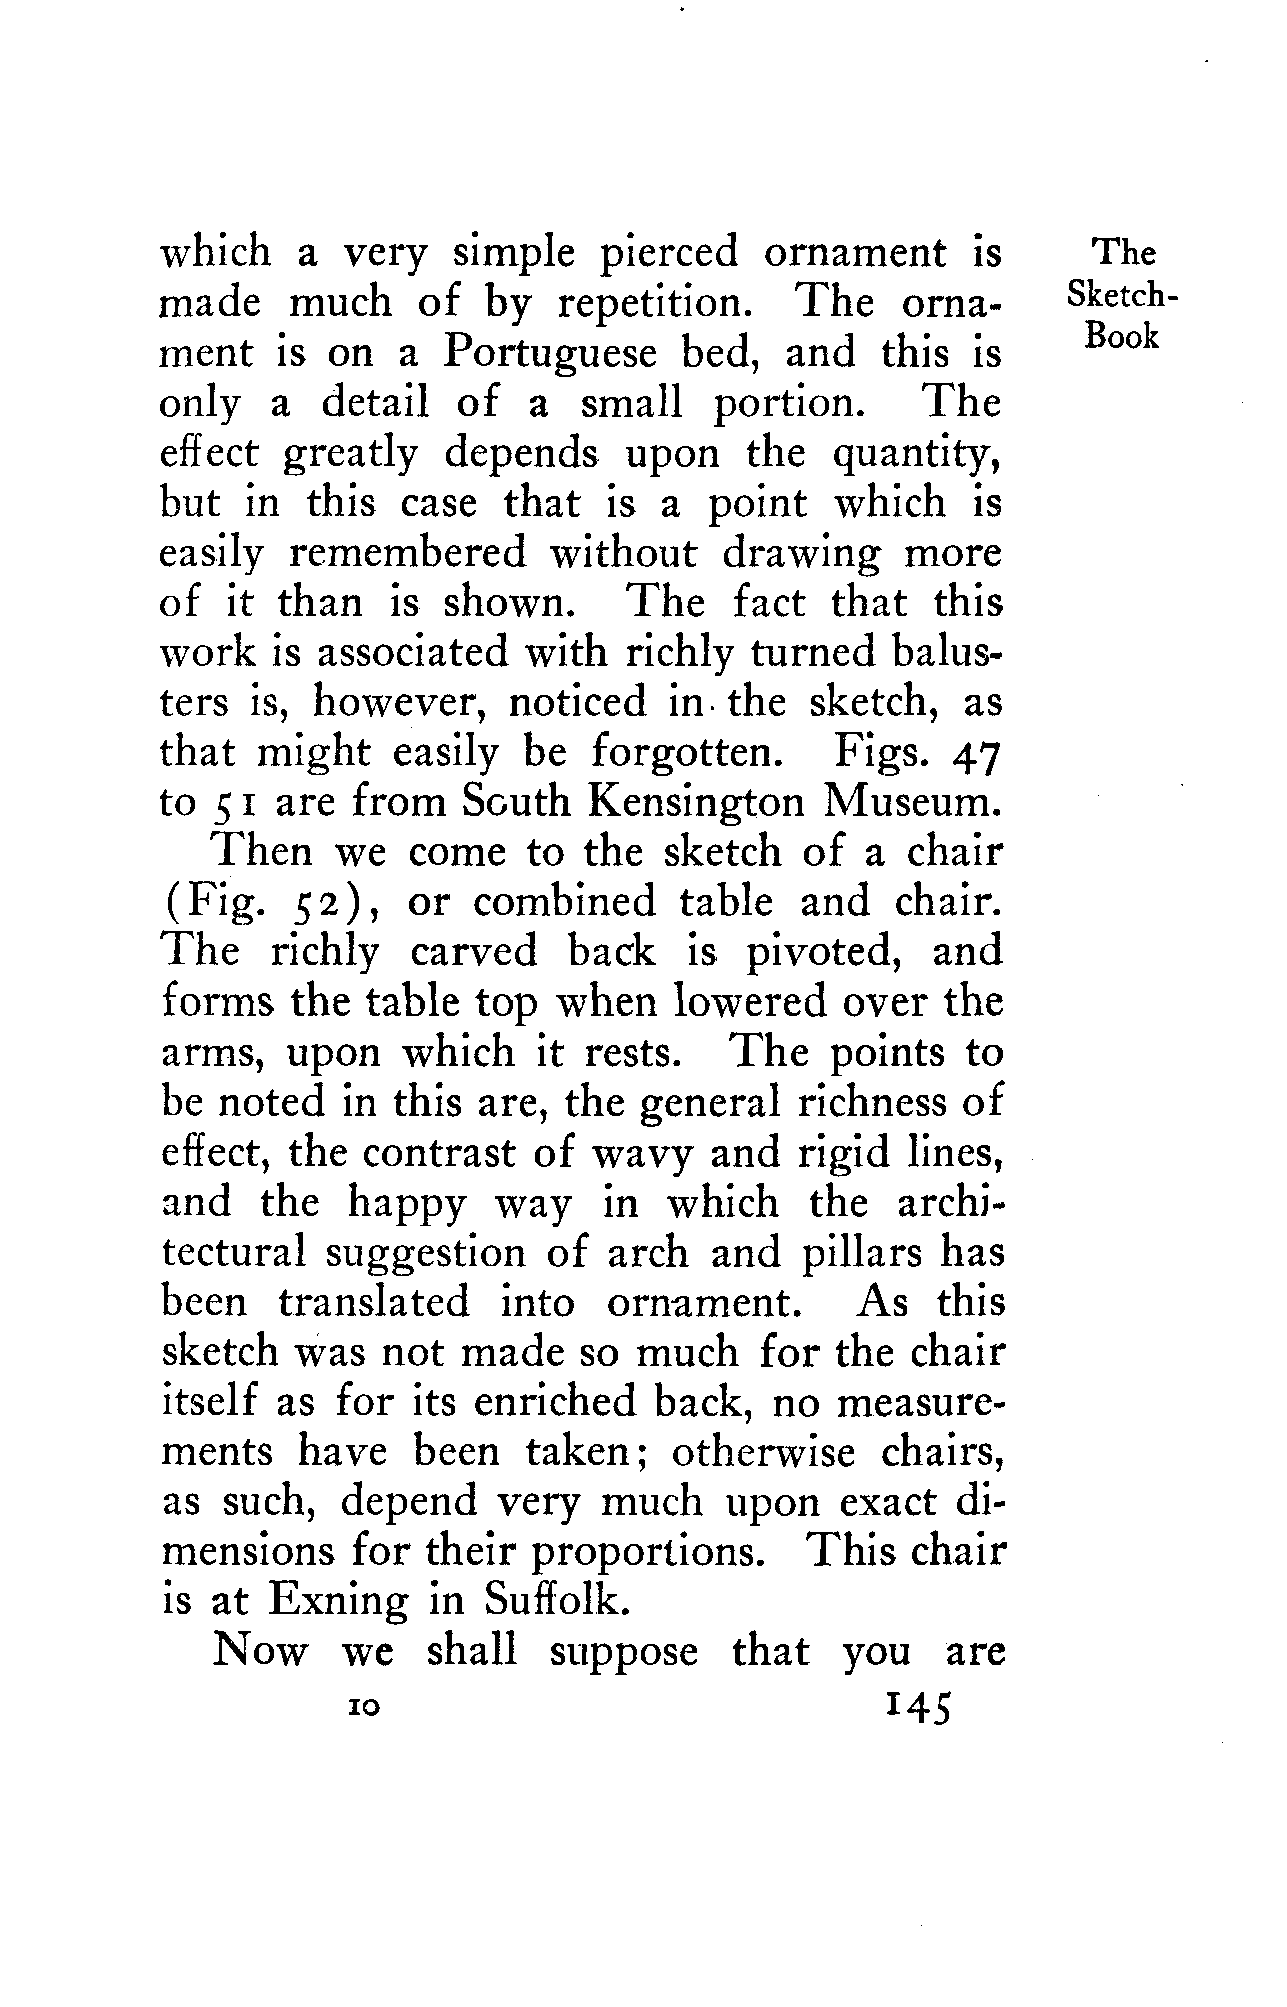 which a very simple pierced ornament is
made much of by repetition. The orna-
ment is on a Portuguese bed, and this is
only a detail of a small portion. The
effect greatly depends upon the quantity,
but in this case that is a point which is
easily remembered without drawing more
of it than is shown. The fact that this
work is associated with richly turned balus-
ters is, however, noticed in the sketch, as
that might easily be forgotten. Figs. 47
to 51 are from South Kensington Museum.
Then we come to the sketch of a chair
(Fig. 52), or combined table and chair.
The richly carved back is pivoted, and
forms the table top when lowered over the
arms, upon which it rests. The points to
be noted in this are, the general richness of
effect, the contrast of wavy and rigid lines,
and the happy way in which the archi-
tectural suggestion of arch and pillars has
been translated into ornament. As this
sketch was not made so much for the chair
itself as for its enriched back, no measure-
ments have been taken; otherwise chairs,
as such, depend very much upon exact di-
mensions for their proportions. This chair
is at Exning in Suffolk.
Now we shall suppose that you are
10 145
The
Sketch-
Book